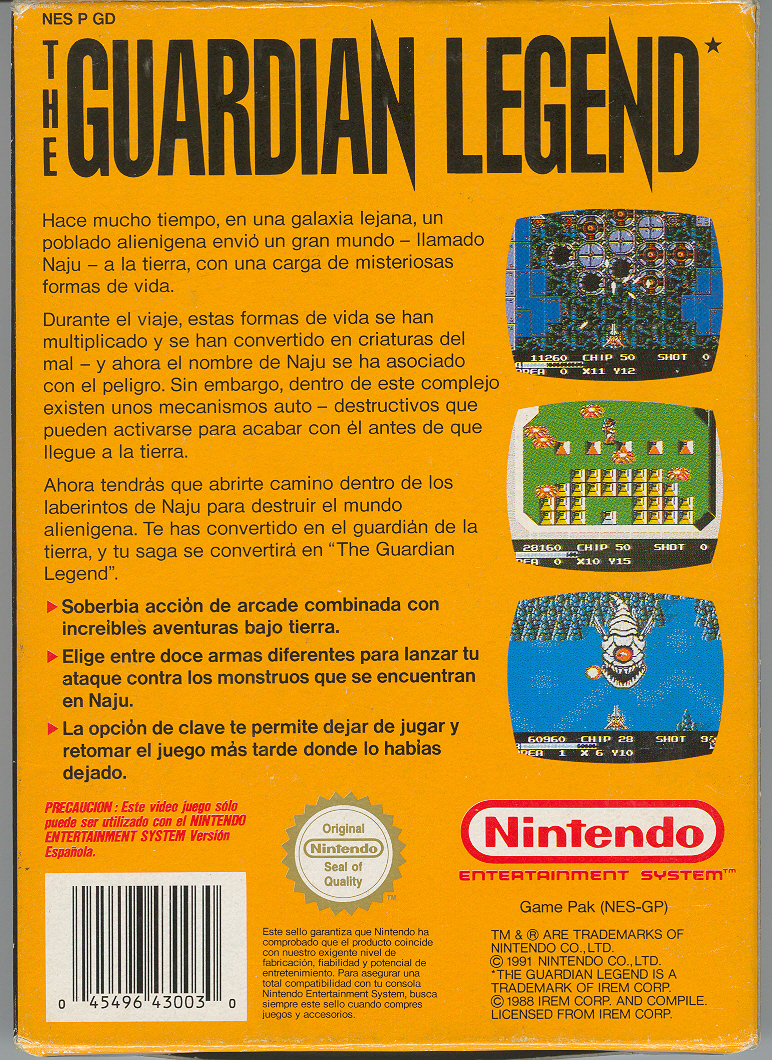 NES P GD
THE GUARDIAN LEGEND*
Hace mucho tiempo, en una galaxia lejana, un
poblado alienigena envió un gran mundo – llamado
Naju – a la tierra, con una carga de misteriosas
formas de vida.
Durante el viaje, estas formas de vida se han
multiplicado y se han convertido en criaturas del
mal – y ahora el nombre de Naju se ha asociado
con el peligro. Sin embargo, dentro de este complejo
existen unos mecanismos auto – destructivos que
pueden activarse para acabar con él antes de que
llegue a la tierra.
Ahora tendrás que abrirte camino dentro de los
laberintos de Naju para destruir el mundo
alienígena. Te has convertido en el guardián de la
tierra, y tu saga se convertirá en “The Guardian
Legend”.
Soberbia acción de arcade combinada con
increibles aventuras bajo tierra.
Elige entre doce armas diferentes para lanzar tu
ataque contra los monstruos que se encuentran
en Naju.
La opción de clave te permite dejar de jugar y
retomar el juego más tarde donde lo habías
dejado.
11260 CHIP 50 SHOT 0
AREA 0 X11 Y12
28160 CHIP 50 SHOT 0
REA 0 X10 Y15
60960 CHIP 28 SHOT
REA 1 X 6 Y10
PRECAUCION : Este vídeo juego sólo
puede ser utilizado con el NINTENDO
ENTERTAINMENT SYSTEM Versión
Española.
0 45496 43003 0
Original
Nintendo
Seal of
Quality
TM
Este sello garantiza que Nintendo ha
comprobado que el producto coincide
con nuestro exigente nivel de
fabricación, fiabilidad y potencial de
entretenimiento. Para asegurar una
total compatibilidad con tu consola
Nintendo Entertainment System, busca
siempre este sello cuando compres
juegos y accesorios.
Nintendo
ENTERTAINMENT SYSTEM™
Game Pak (NES-GP)
TM & ® ARE TRADEMARKS OF
NINTENDO CO.,LTD.
© 1991 NINTENDO CO.,LTD.
*THE GUARDIAN LEGEND IS A
TRADEMARK OF IREM CORP.
© 1988 IREM CORP. AND COMPILE.
LICENSED FROM IREM CORP.